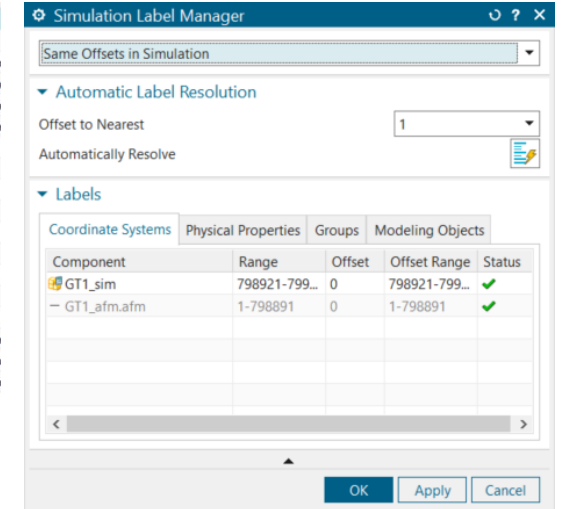 Simulation Label Manager
Same Offsets in Simulation
Automatic Label Resolution
Offset to Nearest 1
Automatically Resolve
Labels
Coordinate Systems Physical Properties Groups Modeling Objects
Component Range Offset Offset Range Status
GT1_sim 798921-799... 0 798921-799...
GT1_afm.afm 1-798891 0 1-798891
OK Apply Cancel